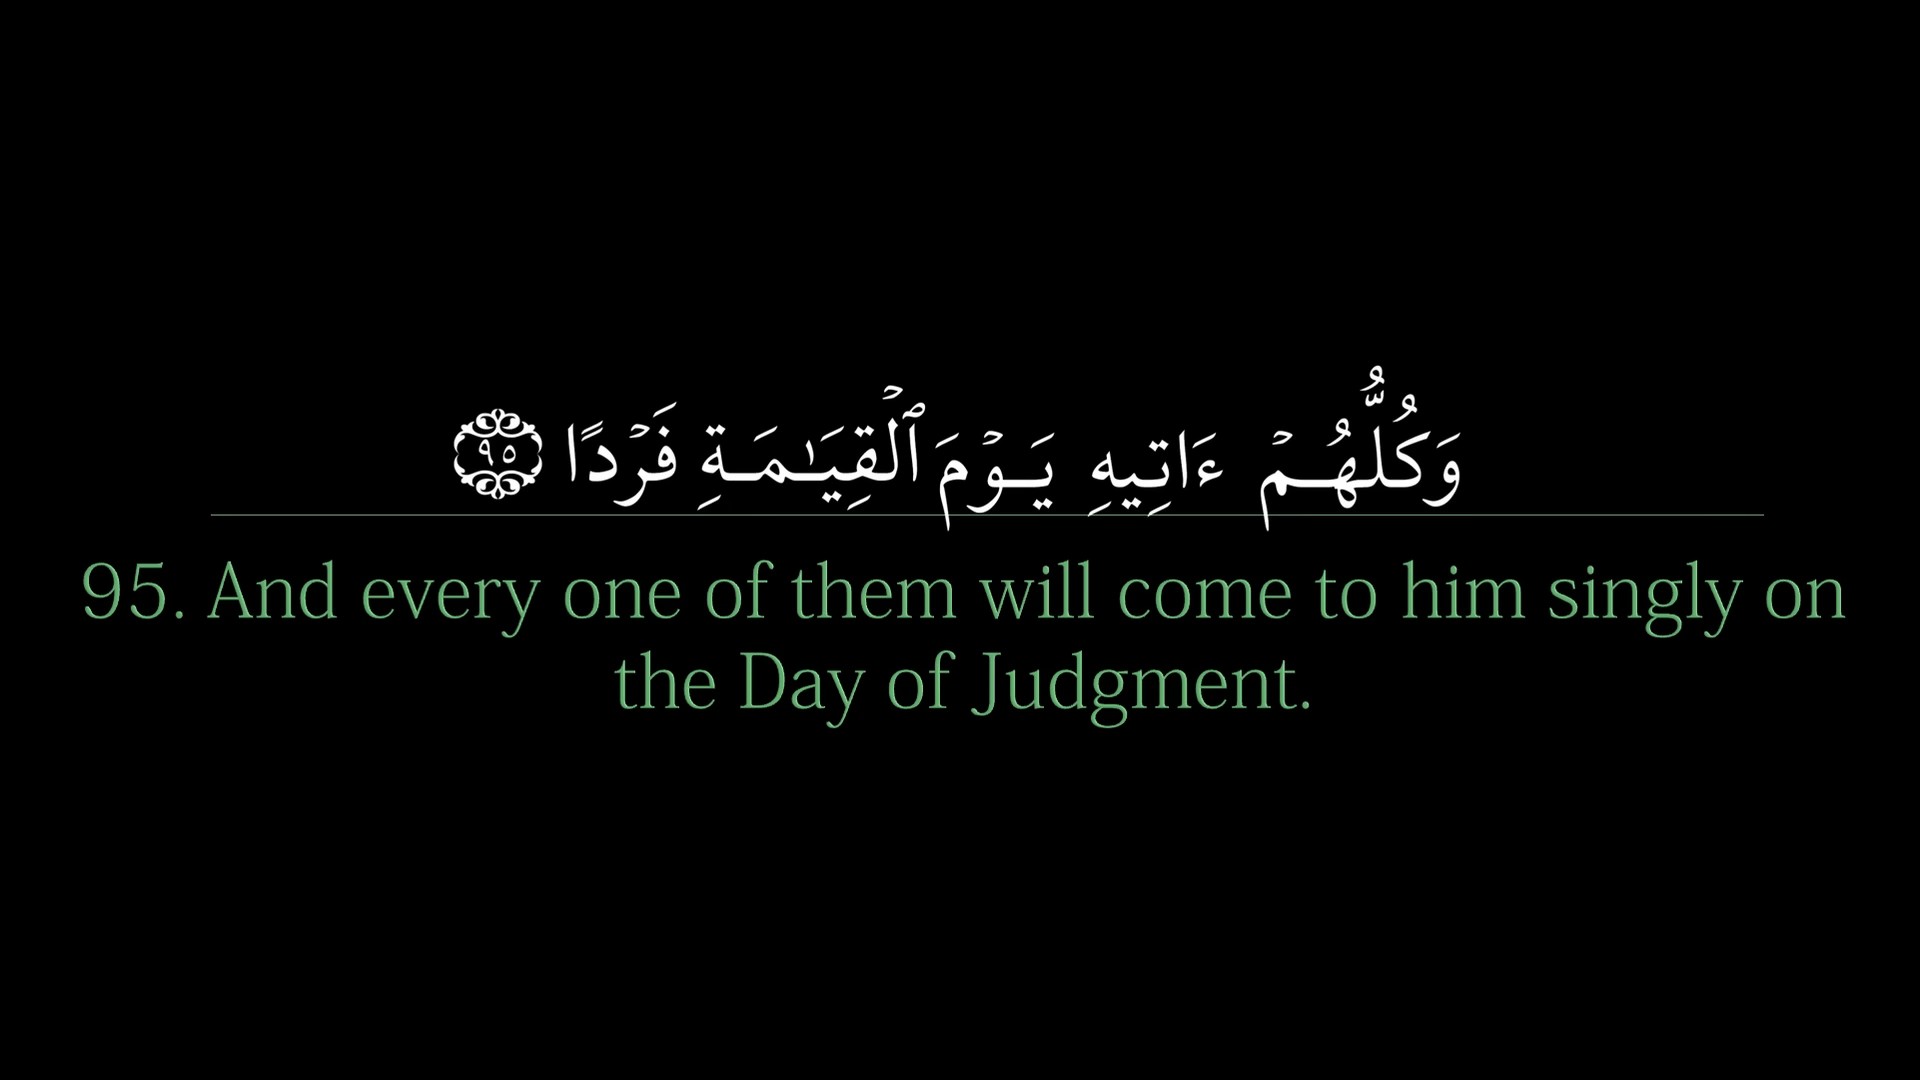 وَكُلُّهُمْ ءَاتِيهِ يَوْمَ ٱلْقِيَـٰمَةِ فَرْدًا ٩٥
95. And every one of them will come to him singly on
the Day of Judgment.